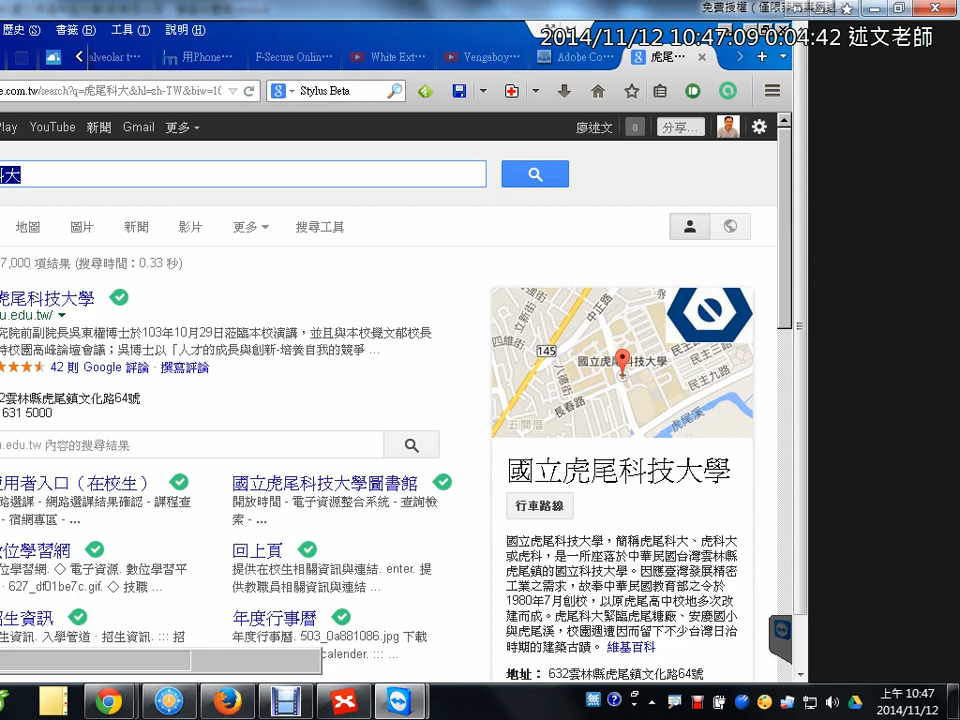 免費授權（僅限非商業用途
歷史(S) 書籤(B) 工具(T) 說明(H)
2014/11/12 10:47:09 0:04:42 述文老師
alveolar t… 用Phone… F-Secure Onlin… White Ext… Vengaboy… Adobe Co… 虎尾…
e.com.tw/search?q=虎尾科大&hl=zh-TW&biw=10 Stylus Beta
Play YouTube 新聞 Gmail 更多 廖述文 0 分享…
科大
地圖 圖片 新聞 影片 更多 搜尋工具
7,000 項結果 (搜尋時間：0.33 秒)
虎尾科技大學
u.edu.tw/
究院前副院長吳東權博士於103年10月29日蒞臨本校演講，並且與本校覺文郁校長
特校園高峰論壇會議；吳博士以「人才的成長與創新-培養自我的競爭 ...
42 則 Google 評論 · 撰寫評論
2雲林縣虎尾鎮文化路64號
631 5000
u.edu.tw 內容的搜尋結果
使用者入口（在校生）
路選課 - 網路選課結果確認 - 課程查
- 宿網專區 - ...
國立虎尾科技大學圖書館
開放時間 - 電子資源整合系統 - 查詢檢
索 - ...
數位學習網
位學習網. ◇ 電子資源. 數位學習平
· 627_df01be7c.gif. ◇ 技職 ...
回上頁
提供在校生相關資訊與連結. enter. 提
供教職員相關資訊與連結 ...
招生資訊
生資訊. 入學管道 · 招生資訊. ::: 招
年度行事曆
年度行事曆. 503_0a881086.jpg 下載
calender. ::: ...
立新街
中正路
永
四維街
145
國立虎尾科技大學
八德街
民主三路
民主九路
長春路
虎尾溪
五間厝
國立虎尾科技大學
行車路線
國立虎尾科技大學，簡稱虎尾科大、虎科大
或虎科，是一所座落於中華民國台灣雲林縣
虎尾鎮的國立科技大學。因應臺灣發展精密
工業之需求，故奉中華民國教育部之令於
1980年7月創校，以原虎尾高中校地多次改
建而成。虎尾科大緊臨虎尾糖廠、安慶國小
與虎尾溪，校園週遭因而留下不少台灣日治
時期的建築古蹟。 維基百科
地址： 632雲林縣虎尾鎮文化路64號
上午 10:47
2014/11/12